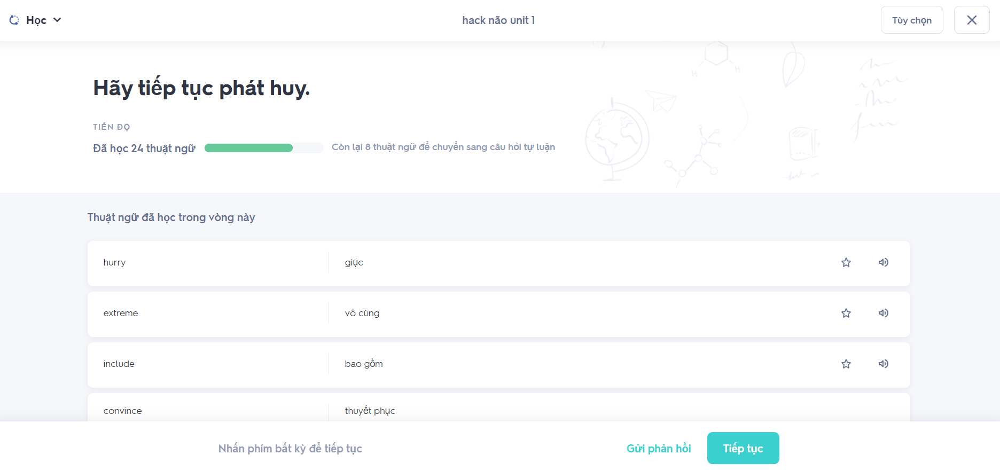 Học
hack não unit 1
Tùy chọn
Hãy tiếp tục phát huy.
TIẾN ĐỘ
Đã học 24 thuật ngữ
Còn lại 8 thuật ngữ để chuyển sang câu hỏi tự luận
H
H
Thuật ngữ đã học trong vòng này
hurry
giục
extreme
vô cùng
include
bao gồm
convince
thuyết phục
Nhấn phím bất kỳ để tiếp tục
Gửi phản hồi
Tiếp tục